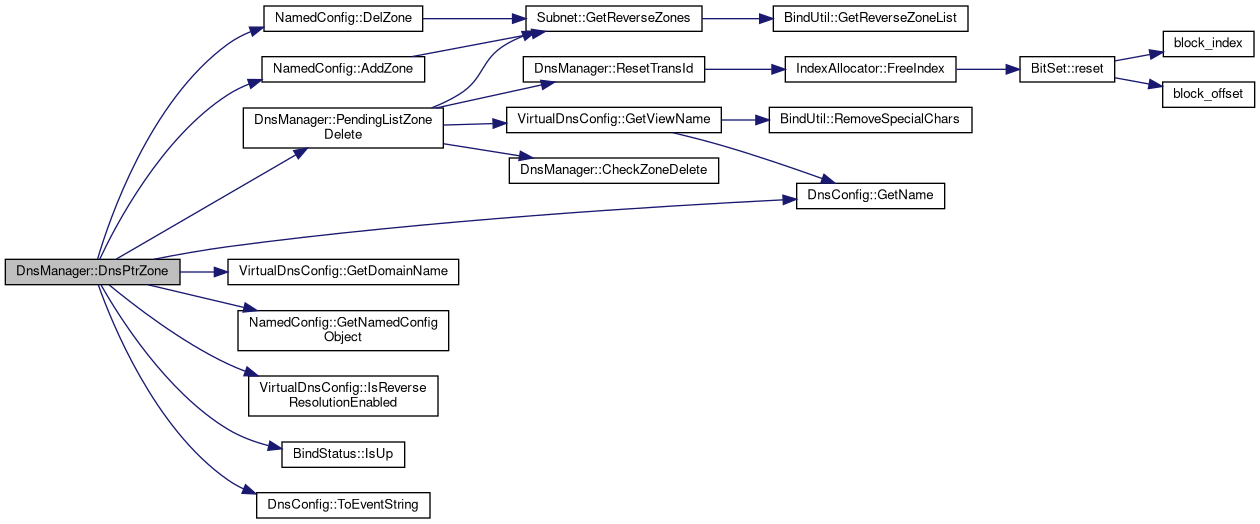 NamedConfig::DelZone
Subnet::GetReverseZones
BindUtil::GetReverseZoneList
NamedConfig::AddZone
DnsManager::ResetTransId
IndexAllocator::FreeIndex
BitSet::reset
block_index
block_offset
DnsManager::PendingListZone
Delete
VirtualDnsConfig::GetViewName
BindUtil::RemoveSpecialChars
DnsManager::CheckZoneDelete
DnsConfig::GetName
DnsManager::DnsPtrZone
VirtualDnsConfig::GetDomainName
NamedConfig::GetNamedConfig
Object
VirtualDnsConfig::IsReverse
ResolutionEnabled
BindStatus::IsUp
DnsConfig::ToEventString